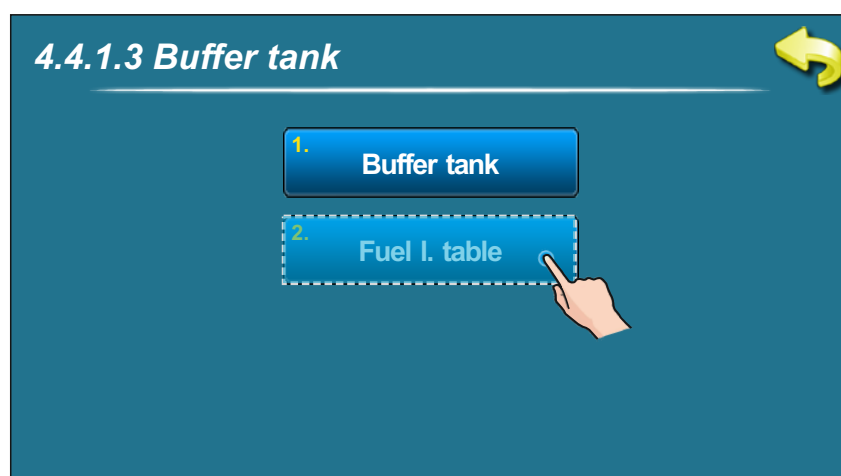 4.4.1.3 Buffer tank
1.
Buffer tank
2.
Fuel l. table